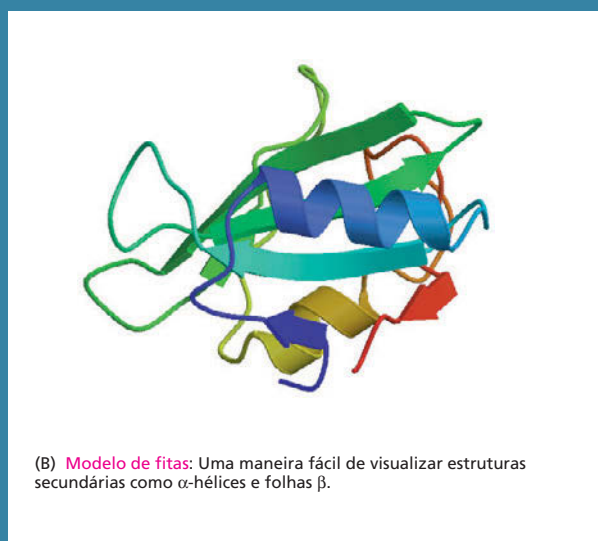 (B) Modelo de fitas: Uma maneira fácil de visualizar estruturas
secundárias como α-hélices e folhas β.